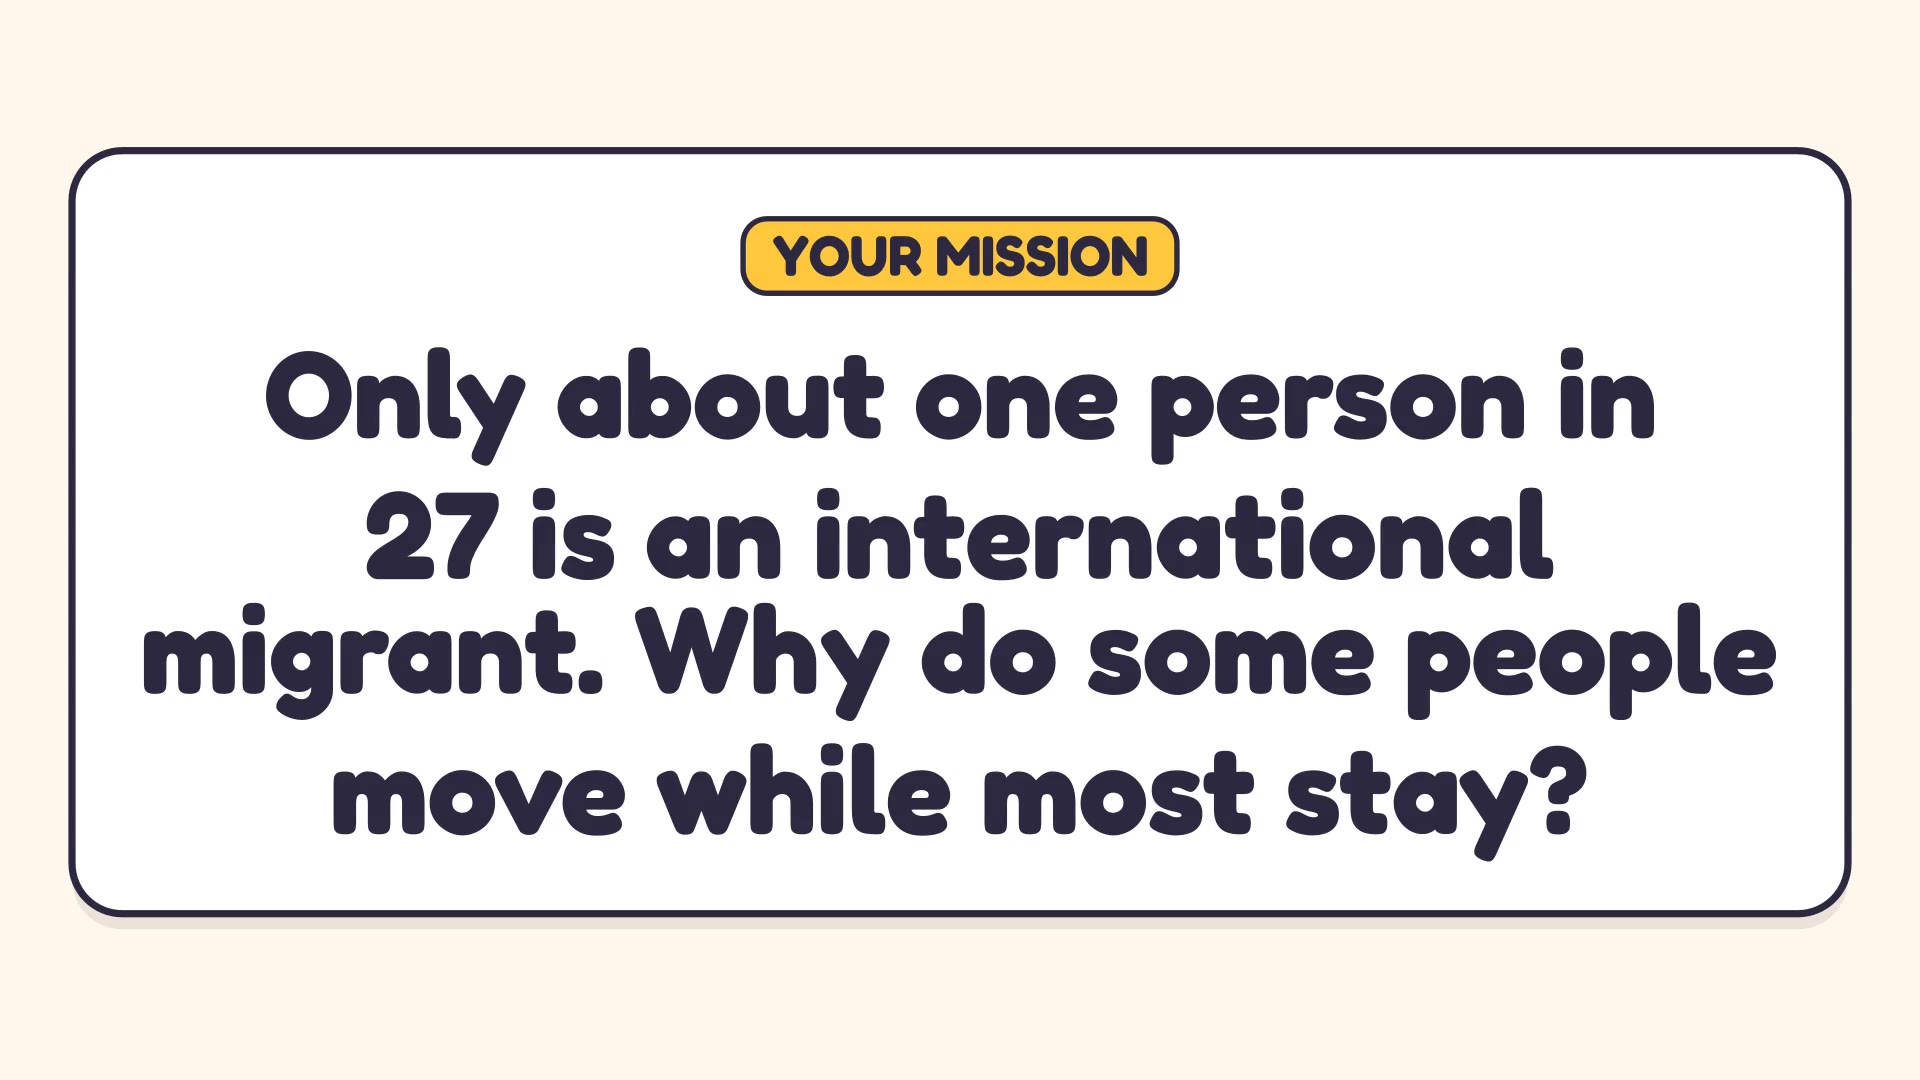 YOUR MISSION
Only about one person in
27 is an international
migrant. Why do some people
move while most stay?